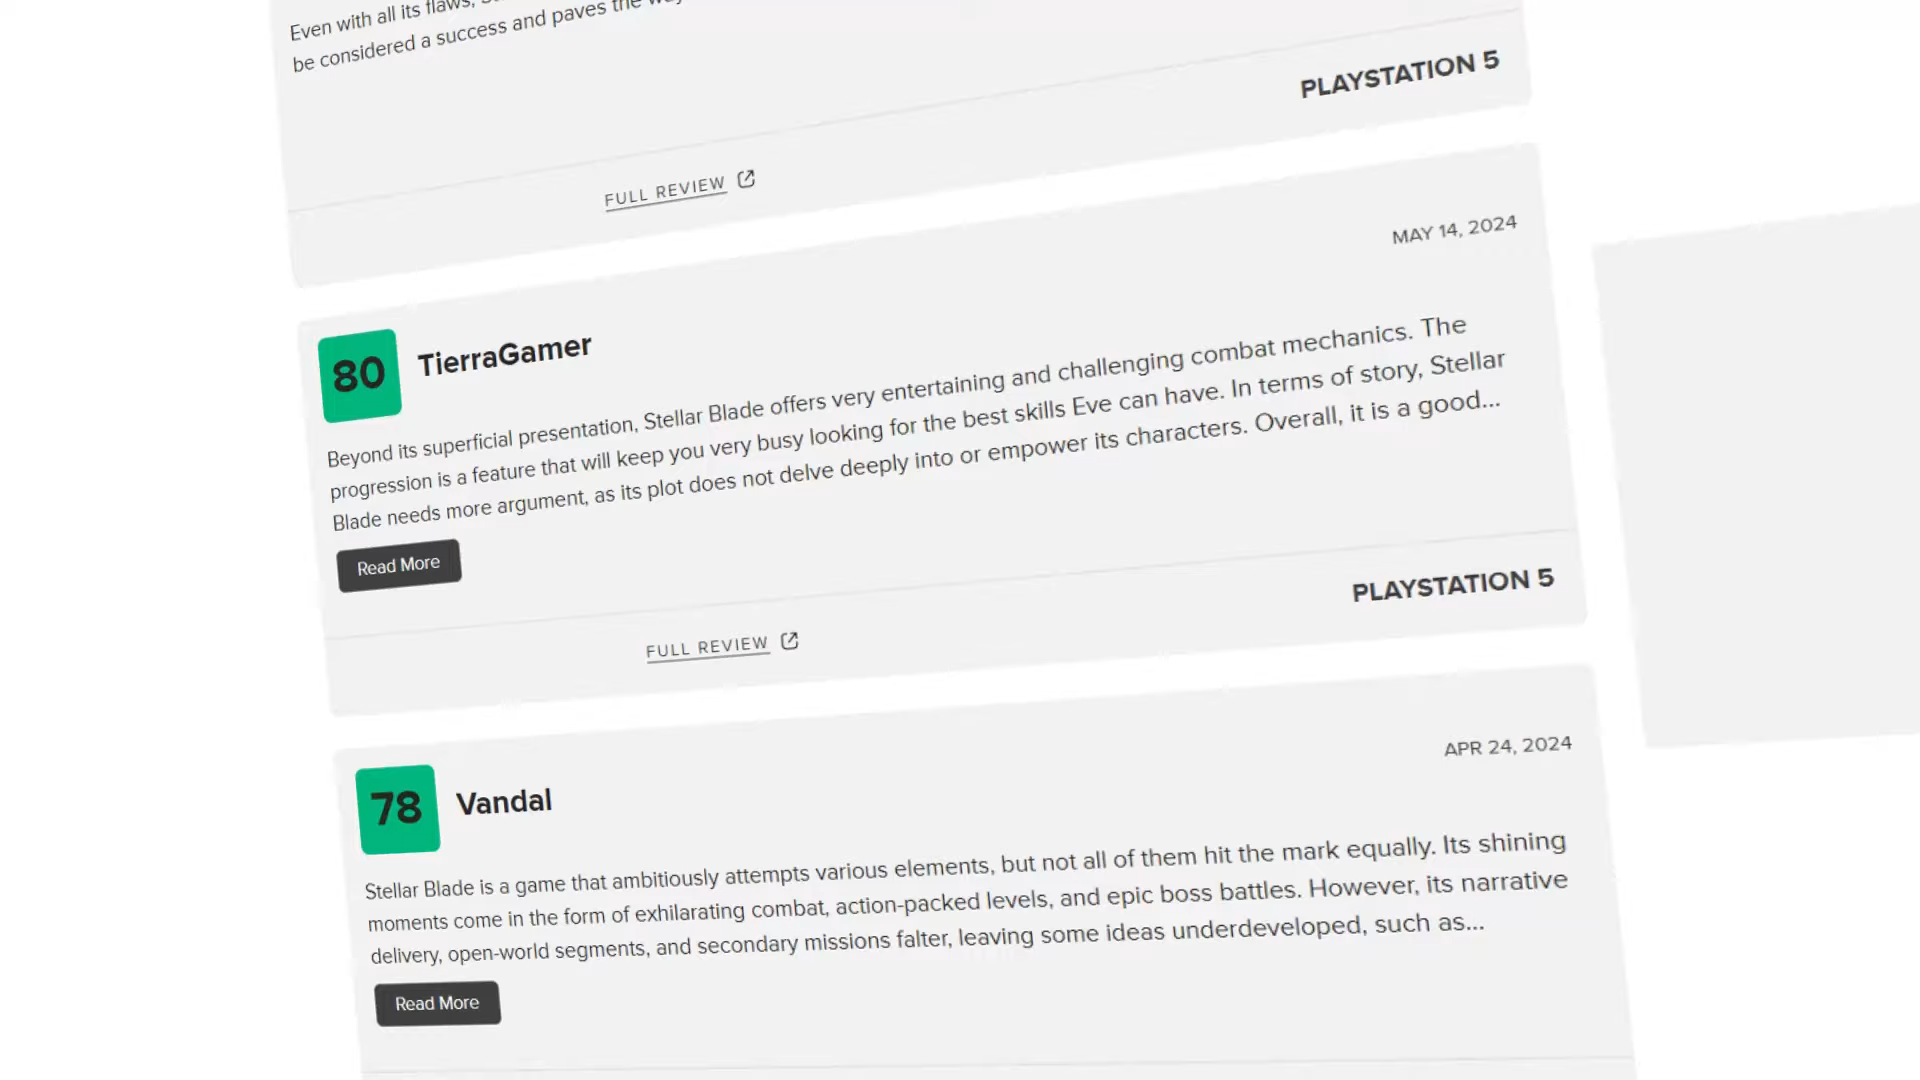 Even with all its flaws,
be considered a success and paves the
PLAYSTATION 5
FULL REVIEW
MAY 14, 2024
80 TierraGamer
Beyond its superficial presentation, Stellar Blade offers very entertaining and challenging combat mechanics. The
progression is a feature that will keep you very busy looking for the best skills Eve can have. In terms of story, Stellar
Blade needs more argument, as its plot does not delve deeply into or empower its characters. Overall, it is a good...
Read More
PLAYSTATION 5
FULL REVIEW
APR 24, 2024
78 Vandal
Stellar Blade is a game that ambitiously attempts various elements, but not all of them hit the mark equally. Its shining
moments come in the form of exhilarating combat, action-packed levels, and epic boss battles. However, its narrative
delivery, open-world segments, and secondary missions falter, leaving some ideas underdeveloped, such as...
Read More